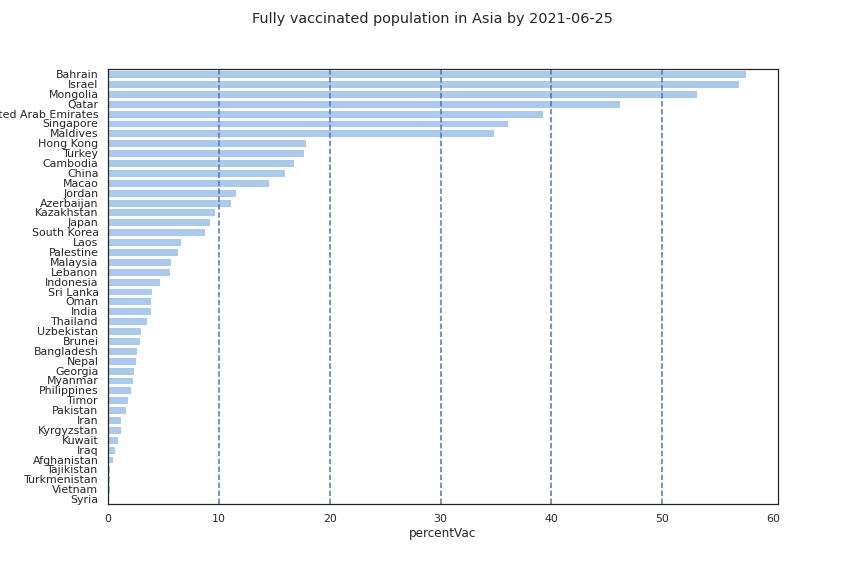 Fully vaccinated population in Asia by 2021-06-25
Bahrain
Israel
Mongolia
Qatar
ted Arab Emirates
Singapore
Maldives
Hong Kong
Turkey
Cambodia
China
Macao
Jordan
Azerbaijan
Kazakhstan
Japan
South Korea
Laos
Palestine
Malaysia
Lebanon
Indonesia
Sri Lanka
Oman
India
Thailand
Uzbekistan
Brunei
Bangladesh
Nepal
Georgia
Myanmar
Philippines
Timor
Pakistan
Iran
Kyrgyzstan
Kuwait
Iraq
Afghanistan
Tajikistan
Turkmenistan
Vietnam
Syria
0 10 20 30 40 50 60
percentVac